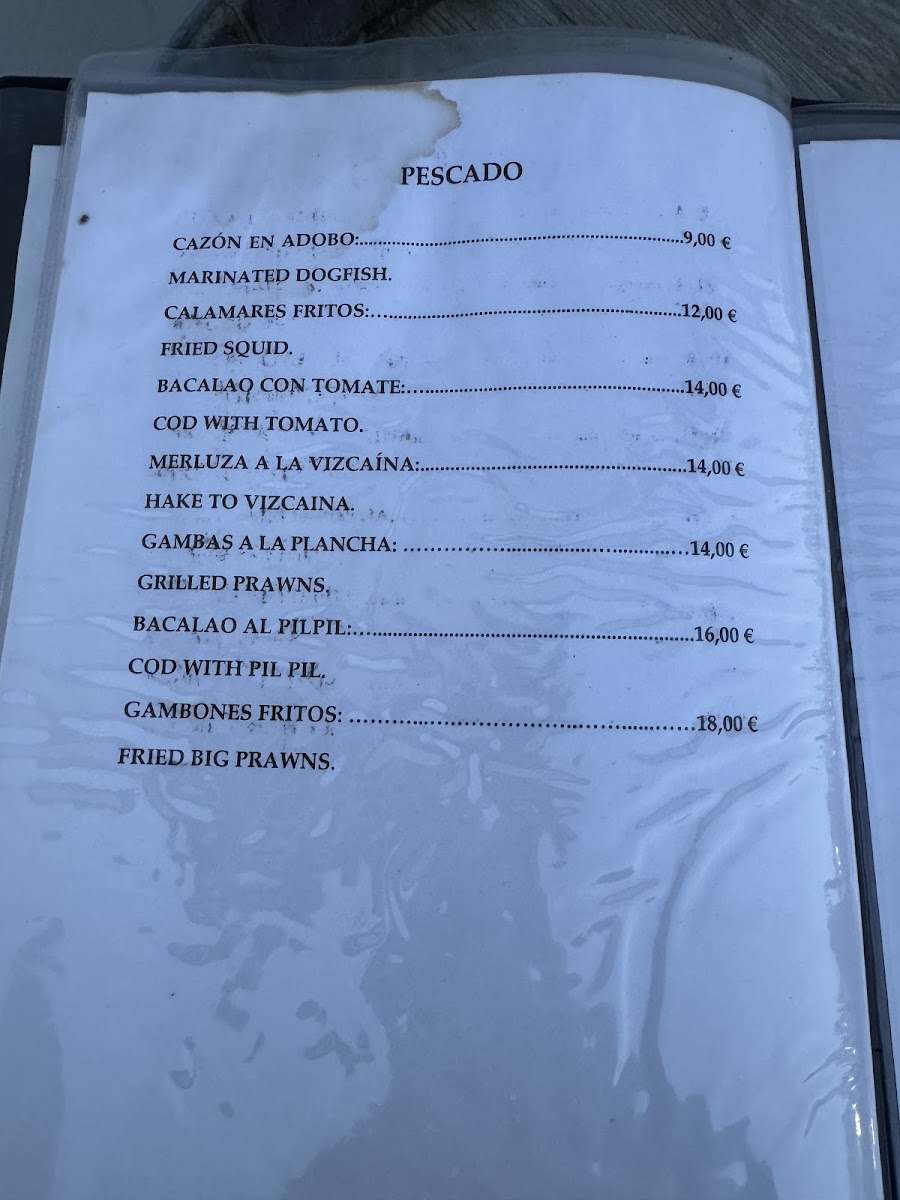 PESCADO
CAZÓN EN ADOBO:..........................................................9,00 €
MARINATED DOGFISH.
CALAMARES FRITOS:..........................................................12,00 €
FRIED SQUID.
BACALAO CON TOMATE:....................................................14,00 €
COD WITH TOMATO.
MERLUZA A LA VIZCAÍNA:.................................................14,00 €
HAKE TO VIZCAINA.
GAMBAS A LA PLANCHA: ..................................................14,00 €
GRILLED PRAWNS.
BACALAO AL PILPIL:..........................................................16,00 €
COD WITH PIL PIL.
GAMBONES FRITOS: ..........................................................18,00 €
FRIED BIG PRAWNS.